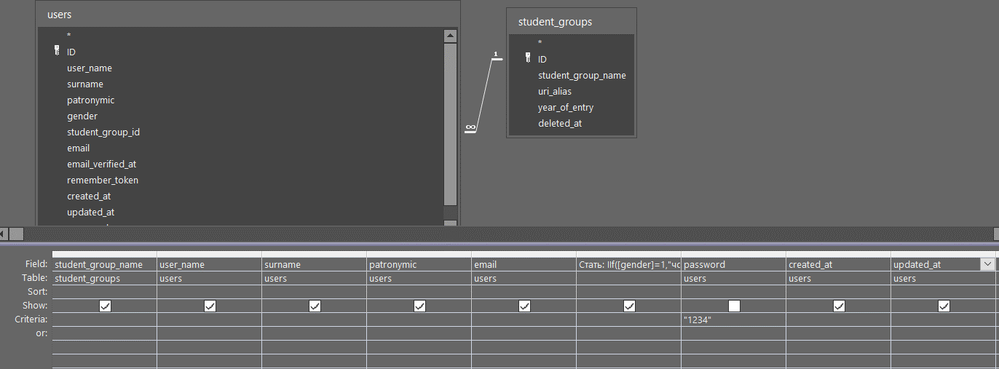 users
*
ID
user_name
surname
patronymic
gender
student_group_id
email
email_verified_at
remember_token
created_at
updated_at
student_groups
*
ID
student_group_name
uri_alias
year_of_entry
deleted_at
1
∞
Field: student_group_name user_name surname patronymic email Стать: IIf([gender]=1,"чо password created_at updated_at
Table: student_groups users users users users users users users
Sort:
Show:
Criteria: "1234"
or: